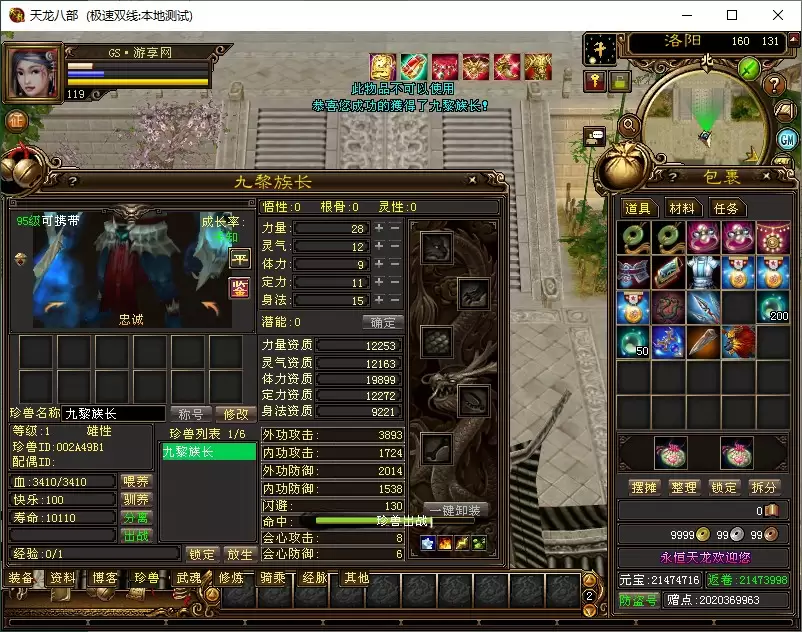 天龙八部 (极速双线:本地测试)
GS·游享网
119
征
此物品不可以使用
恭喜您成功的獲得了九黎族长!
洛阳 160 131
北
GM
九黎族长
95级可携带
成长率:
未知
平
鉴
忠诚
珍兽名称 九黎族长 称号 修改
等级:1 雄性
珍兽ID:002A49B1
配偶ID:
血:3410/3410 喂养
快乐:100 驯养
寿命:10110 分离
出战
经验:0/1 锁定 放生
珍兽列表 1/6
九黎族长
悟性:0 根骨:0 灵性:0
力量: 28 + -
灵气: 12 + -
体力: 9 + -
定力: 11 + -
身法: 15 + -
潜能:0 确定
力量资质 12253
灵气资质 12163
体力资质 19899
定力资质 12272
身法资质 9221
外功攻击: 3893
内功攻击: 1724
外功防御: 2014
内功防御: 1538
闪避: 130
命中:
会心攻击: 8
会心防御: 6
珍兽出战
一键卸装
装备 资料 博客 珍兽 武魂 修炼 骑乘 经脉 其他
2
包裹
道具 材料 任务
200
50
摆摊 整理 锁定 拆分
0
9999 99 99
永恒天龙欢迎您
元宝:21474716 返卷:21473998
防盗号 赠点:2020369963